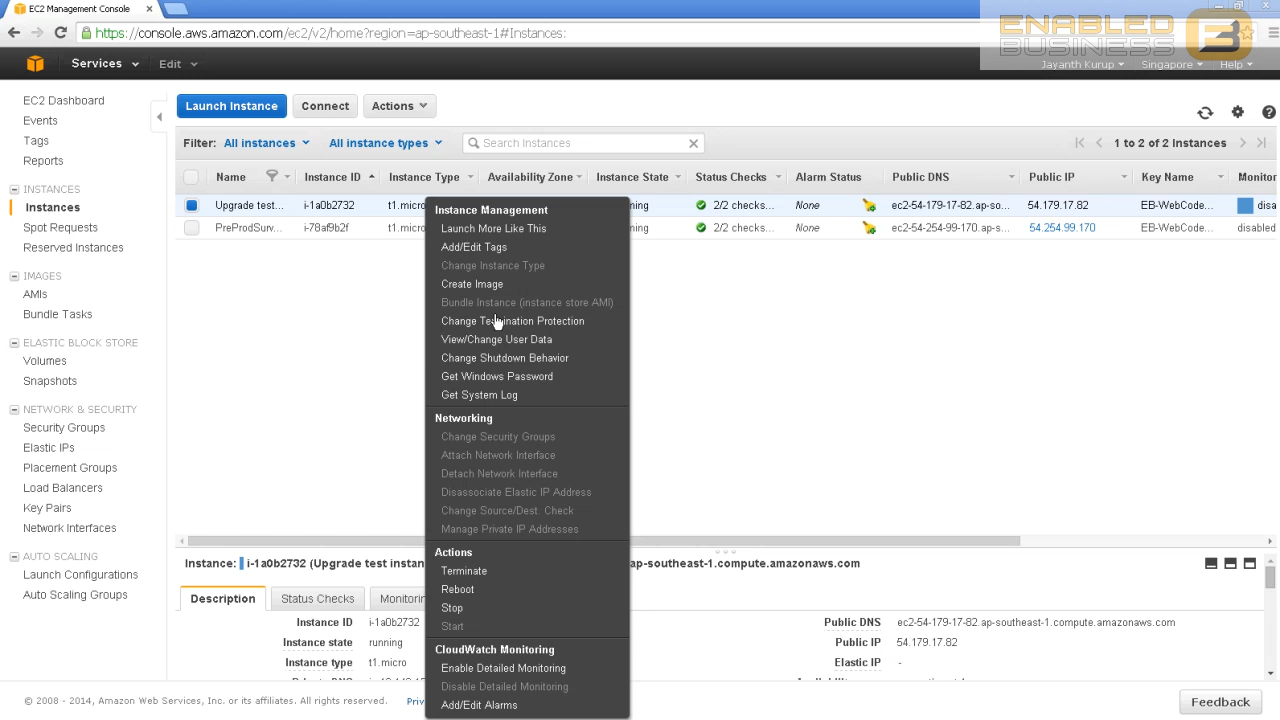 EC2 Management Console
https://console.aws.amazon.com/ec2/v2/home?region=ap-southeast-1#Instances:
ENABLED
BUSINESS
Services
Edit
Jayanth Kurup
Singapore
Help
EC2 Dashboard
Events
Tags
Reports
INSTANCES
Instances
Spot Requests
Reserved Instances
IMAGES
AMIs
Bundle Tasks
ELASTIC BLOCK STORE
Volumes
Snapshots
NETWORK & SECURITY
Security Groups
Elastic IPs
Placement Groups
Load Balancers
Key Pairs
Network Interfaces
AUTO SCALING
Launch Configurations
Auto Scaling Groups
Launch Instance Connect Actions
Filter: All instances All instance types Search Instances 1 to 2 of 2 Instances
Name Instance ID Instance Type Availability Zone Instance State Status Checks Alarm Status Public DNS Public IP Key Name Monitor
Upgrade test... i-1a0b2732 t1.micro 2/2 checks... None ec2-54-179-17-82.ap-so... 54.179.17.82 EB-WebCode... disa
PreProdSurv... i-78af9b2f t1.micro 2/2 checks... None ec2-54-254-99-170.ap-s... 54.254.99.170 EB-WebCode... disabled
Instance Management
Launch More Like This
Add/Edit Tags
Change Instance Type
Create Image
Bundle Instance (instance store AMI)
Change Termination Protection
View/Change User Data
Change Shutdown Behavior
Get Windows Password
Get System Log
Networking
Change Security Groups
Attach Network Interface
Detach Network Interface
Disassociate Elastic IP Address
Change Source/Dest. Check
Manage Private IP Addresses
Actions
Terminate
Reboot
Stop
Start
CloudWatch Monitoring
Enable Detailed Monitoring
Disable Detailed Monitoring
Add/Edit Alarms
Instance: i-1a0b2732 (Upgrade test instan ap-southeast-1.compute.amazonaws.com
Description Status Checks Monitorin
Instance ID i-1a0b2732 Public DNS ec2-54-179-17-82.ap-southeast-1.compute.amazonaws.com
Instance state running Public IP 54.179.17.82
Instance type t1.micro Elastic IP -
© 2008 - 2014, Amazon Web Services, Inc. or its affiliates. All rights reserved. Priv
Feedback